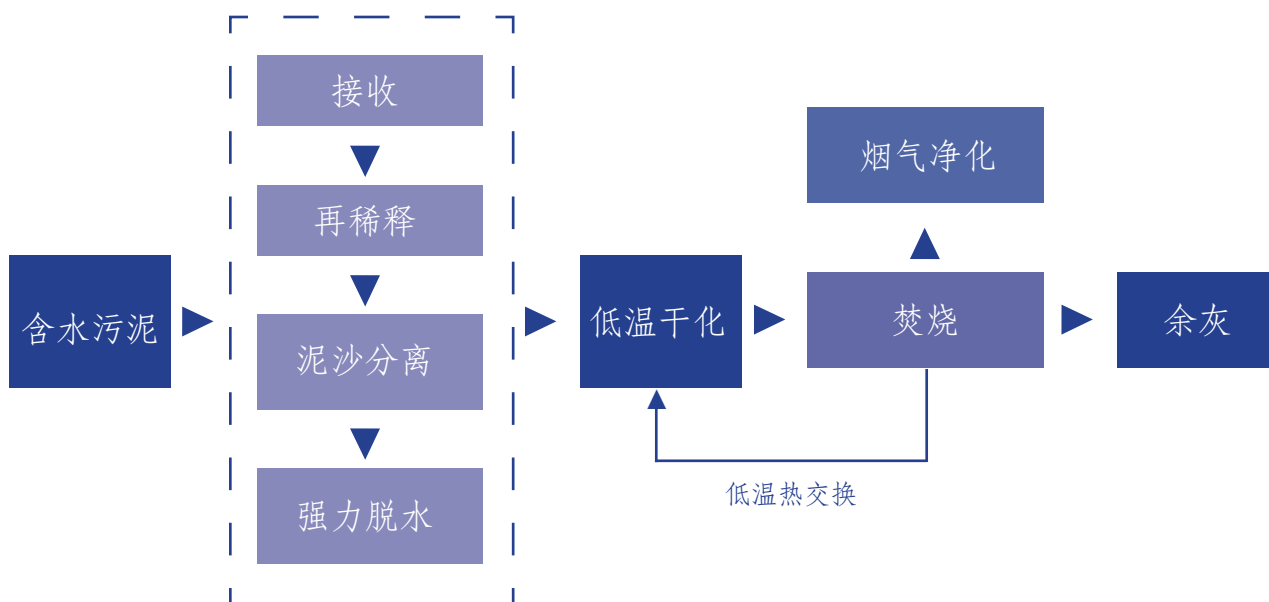 含水污泥
接收
再稀释
泥沙分离
强力脱水
低温干化
焚烧
烟气净化
余灰
低温热交换